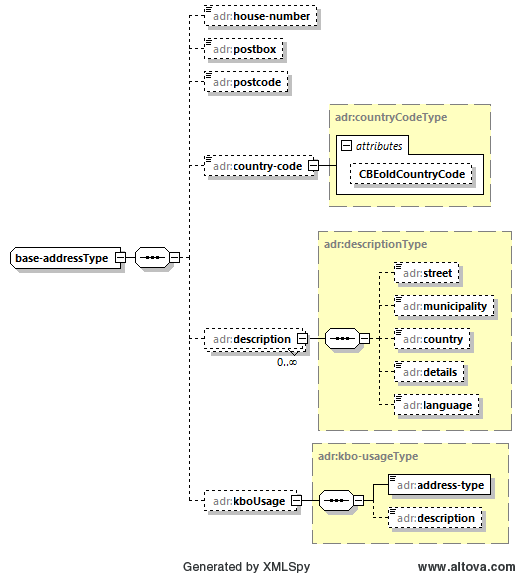 adr:house-number
adr:postbox
adr:postcode
adr:countryCodeType
attributes
adr:country-code
CBEoldCountryCode
base-addressType
adr:descriptionType
adr:street
adr:municipality
adr:description
adr:country
0..∞
adr:details
adr:language
adr:kbo-usageType
adr:address-type
adr:kboUsage
adr:description
Generated by XMLSpy
www.altova.com